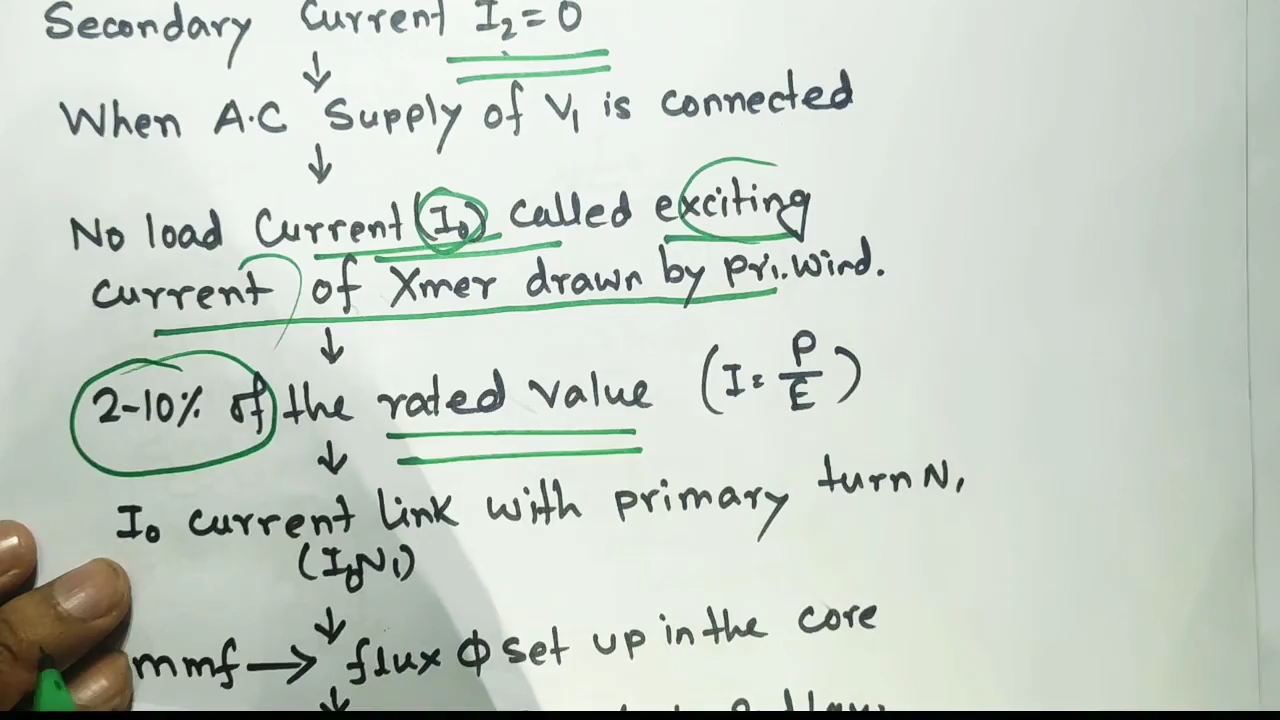 Secondary Current I₂ = 0
↓
When A.C Supply of V₁ is connected
↓
No load Current (I₀) called exciting
current of Xmer drawn by pri. wind.
↓
2-10% of the rated value (I = P/E)
↓
I₀ current link with primary turn N₁
(I₀N₁)
↓
mmf → flux ϕ set up in the core
↓